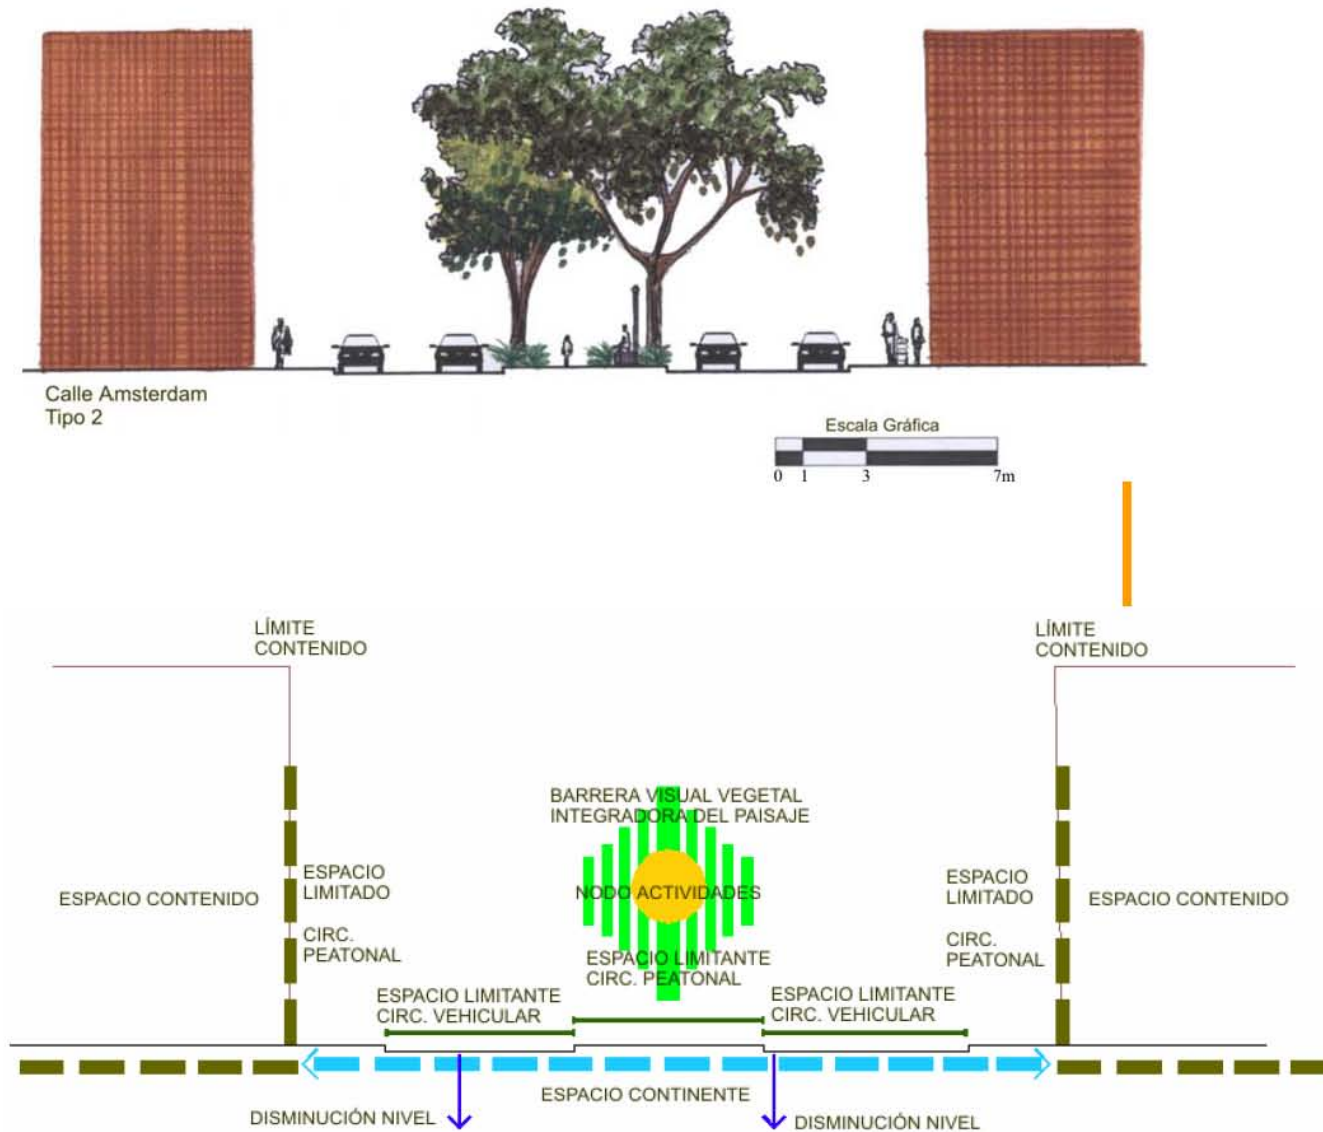 Calle Amsterdam
Tipo 2
Escala Gráfica
0 1 3 7m
LÍMITE
CONTENIDO
LÍMITE
CONTENIDO
BARRERA VISUAL VEGETAL
INTEGRADORA DEL PAISAJE
ESPACIO CONTENIDO
ESPACIO
LIMITADO
CIRC.
PEATONAL
NODO ACTIVIDADES
ESPACIO LIMITANTE
CIRC. PEATONAL
ESPACIO
LIMITADO
CIRC.
PEATONAL
ESPACIO CONTENIDO
ESPACIO LIMITANTE
CIRC. VEHICULAR
ESPACIO LIMITANTE
CIRC. VEHICULAR
ESPACIO CONTINENTE
DISMINUCIÓN NIVEL
DISMINUCIÓN NIVEL